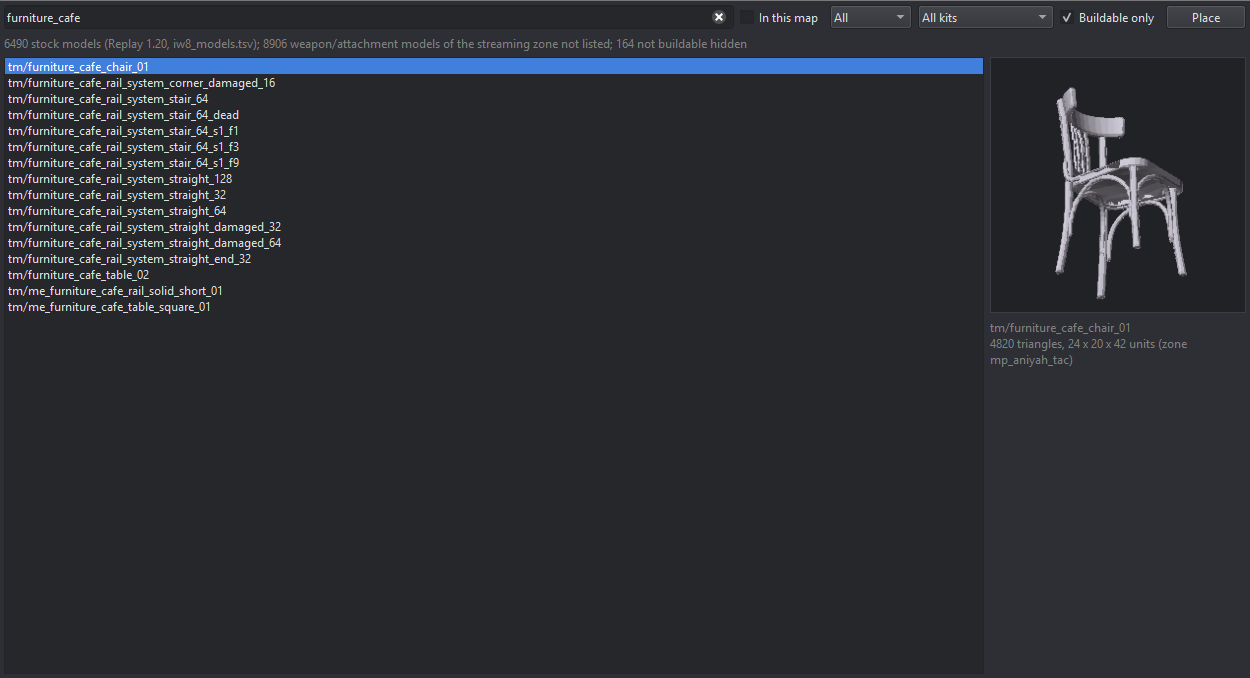 furniture_cafe
In this map
All
All kits
Buildable only
Place
6490 stock models (Replay 1.20, iw8_models.tsv); 8906 weapon/attachment models of the streaming zone not listed; 164 not buildable hidden
tm/furniture_cafe_chair_01
tm/furniture_cafe_rail_system_corner_damaged_16
tm/furniture_cafe_rail_system_stair_64
tm/furniture_cafe_rail_system_stair_64_dead
tm/furniture_cafe_rail_system_stair_64_s1_f1
tm/furniture_cafe_rail_system_stair_64_s1_f3
tm/furniture_cafe_rail_system_stair_64_s1_f9
tm/furniture_cafe_rail_system_straight_128
tm/furniture_cafe_rail_system_straight_32
tm/furniture_cafe_rail_system_straight_64
tm/furniture_cafe_rail_system_straight_damaged_32
tm/furniture_cafe_rail_system_straight_damaged_64
tm/furniture_cafe_rail_system_straight_end_32
tm/furniture_cafe_table_02
tm/me_furniture_cafe_rail_solid_short_01
tm/me_furniture_cafe_table_square_01
tm/furniture_cafe_chair_01
4820 triangles, 24 x 20 x 42 units (zone
mp_aniyah_tac)